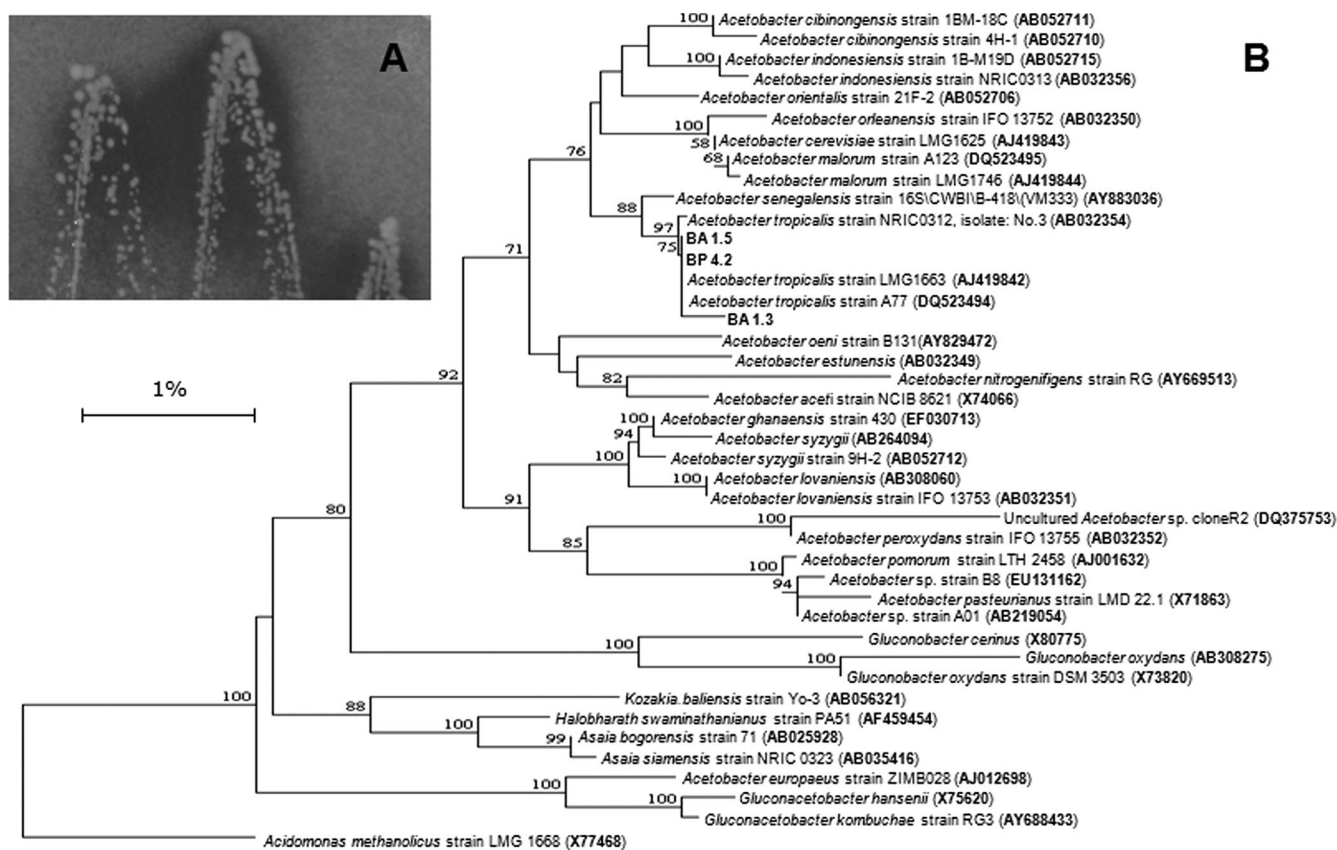 A
B
1%
100 Acetobacter cibinongensis strain 1BM-18C (AB052711)
Acetobacter cibinongensis strain 4H-1 (AB052710)
100 Acetobacter indonesiensis strain 1B-M19D (AB052715)
Acetobacter indonesiensis strain NRIC0313 (AB032356)
Acetobacter orientalis strain 21F-2 (AB052706)
Acetobacter orleanensis strain IFO 13752 (AB032350)
100
58 Acetobacter cerevisiae strain LMG1625 (AJ419843)
76
68 Acetobacter malorum strain A123 (DQ523495)
Acetobacter malorum strain LMG1746 (AJ419844)
88 Acetobacter senegalensis strain 16S\CWBI\B-418\(VM333) (AY883036)
97 Acetobacter tropicalis strain NRIC0312, isolate: No.3 (AB032354)
71
75 BA 1.5
BP 4.2
Acetobacter tropicalis strain LMG1663 (AJ419842)
Acetobacter tropicalis strain A77 (DQ523494)
BA 1.3
Acetobacter oeni strain B131(AY829472)
Acetobacter estunensis (AB032349)
92
82 Acetobacter nitrogenifigens strain RG (AY669513)
Acetobacter aceti strain NCIB 8621 (X74066)
100 Acetobacter ghanaensis strain 430 (EF030713)
94 Acetobacter syzygii (AB264094)
100 Acetobacter syzygii strain 9H-2 (AB052712)
100 Acetobacter lovaniensis (AB308060)
Acetobacter lovaniensis strain IFO 13753 (AB032351)
91
80
100 Uncultured Acetobacter sp. cloneR2 (DQ375753)
Acetobacter peroxydans strain IFO 13755 (AB032352)
85
100 Acetobacter pomorum strain LTH 2458 (AJ001632)
94 Acetobacter sp. strain B8 (EU131162)
Acetobacter pasteurianus strain LMD 22.1 (X71863)
Acetobacter sp. strain A01 (AB219054)
100 Gluconobacter cerinus (X80775)
100 Gluconobacter oxydans (AB308275)
Gluconobacter oxydans strain DSM 3503 (X73820)
100
88 Kozakia.baliensis strain Yo-3 (AB056321)
100 Halobharath swaminathanianus strain PA51 (AF459454)
99 Asaia bogorensis strain 71 (AB025928)
Asaia siamensis strain NRIC 0323 (AB035416)
100 Acetobacter europaeus strain ZIMB028 (AJ012698)
100 Gluconacetobacter hansenii (X75620)
Gluconacetobacter kombuchae strain RG3 (AY688433)
Acidomonas methanolicus strain LMG 1668 (X77468)